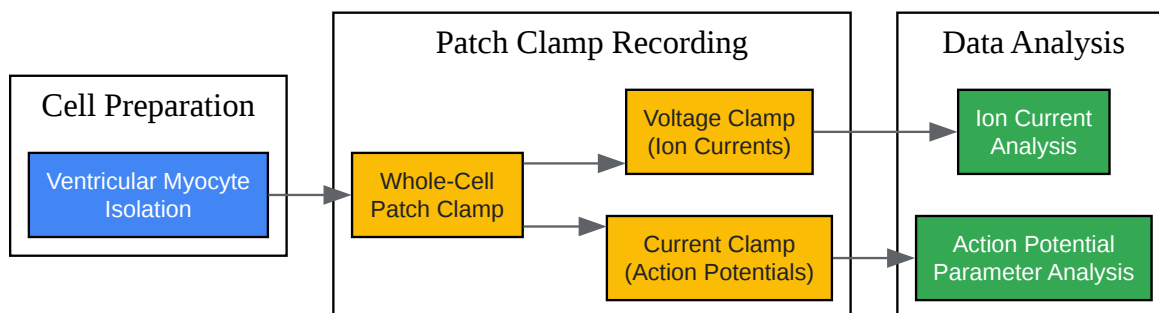 Cell Preparation
Ventricular Myocyte
Isolation
Patch Clamp Recording
Whole-Cell
Patch Clamp
Voltage Clamp
(Ion Currents)
Current Clamp
(Action Potentials)
Data Analysis
Ion Current
Analysis
Action Potential
Parameter Analysis